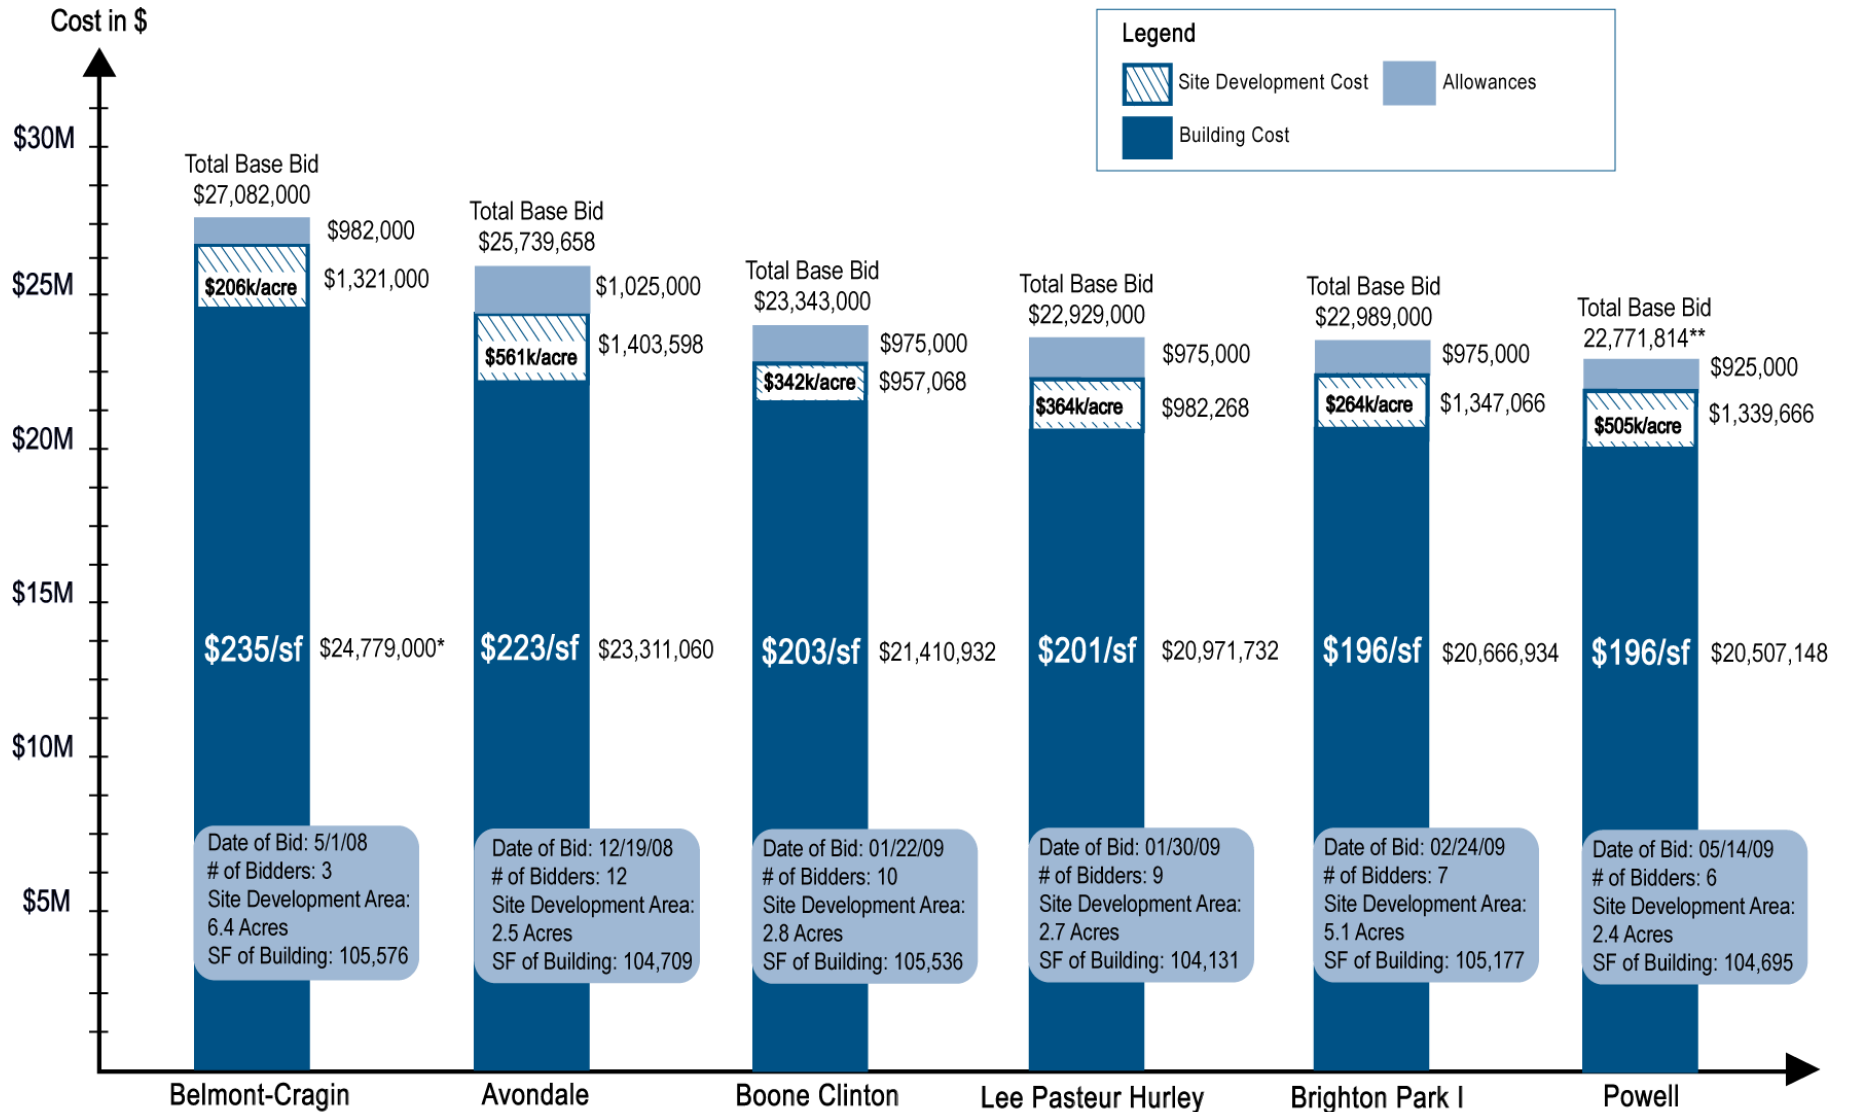 Cost in $
Legend
Site Development Cost
Allowances
Building Cost
$30M
$25M
$20M
$15M
$10M
$5M
Total Base Bid
$27,082,000
$982,000
$206k/acre
$1,321,000
$235/sf
$24,779,000*
Date of Bid: 5/1/08
# of Bidders: 3
Site Development Area:
6.4 Acres
SF of Building: 105,576
Belmont-Cragin
Total Base Bid
$25,739,658
$1,025,000
$561k/acre
$1,403,598
$223/sf
$23,311,060
Date of Bid: 12/19/08
# of Bidders: 12
Site Development Area:
2.5 Acres
SF of Building: 104,709
Avondale
Total Base Bid
$23,343,000
$975,000
$342k/acre
$957,068
$203/sf
$21,410,932
Date of Bid: 01/22/09
# of Bidders: 10
Site Development Area:
2.8 Acres
SF of Building: 105,536
Boone Clinton
Total Base Bid
$22,929,000
$975,000
$364k/acre
$982,268
$201/sf
$20,971,732
Date of Bid: 01/30/09
# of Bidders: 9
Site Development Area:
2.7 Acres
SF of Building: 104,131
Lee Pasteur Hurley
Total Base Bid
$22,989,000
$975,000
$264k/acre
$1,347,066
$196/sf
$20,666,934
Date of Bid: 02/24/09
# of Bidders: 7
Site Development Area:
5.1 Acres
SF of Building: 105,177
Brighton Park I
Total Base Bid
22,771,814**
$925,000
$505k/acre
$1,339,666
$196/sf
$20,507,148
Date of Bid: 05/14/09
# of Bidders: 6
Site Development Area:
2.4 Acres
SF of Building: 104,695
Powell